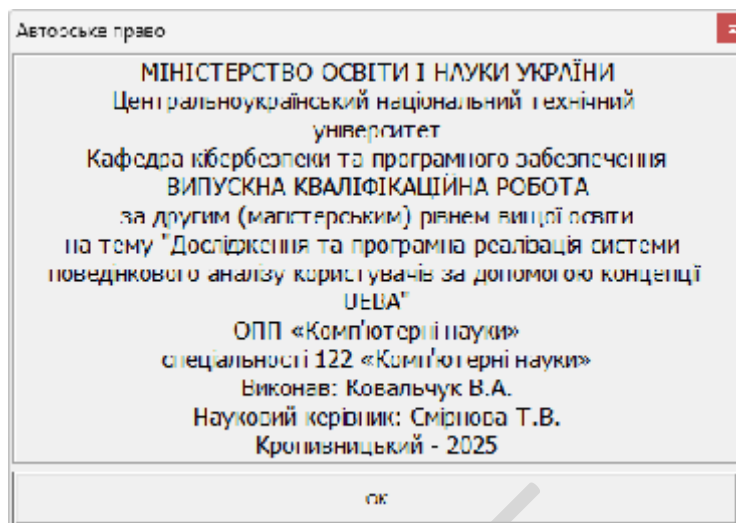 Авторське право
МІНІСТЕРСТВО ОСВІТИ І НАУКИ УКРАЇНИ
Центральноукраїнський національний технічний
університет
Кафедра кібербезпеки та програмного забезпечення
ВИПУСКНА КВАЛІФІКАЦІЙНА РОБОТА
за другим (магістерським) рівнем вищої освіти
на тему "Дослідження та програмна реалізація системи
поведінкового аналізу користувачів за допомогою концепції
UEBA"
ОПП «Комп'ютерні науки»
спеціальності 122 «Комп'ютерні науки»
Виконав: Ковальчук В.А.
Науковий керівник: Смірнова Т.В.
Кропивницький - 2025
ОК